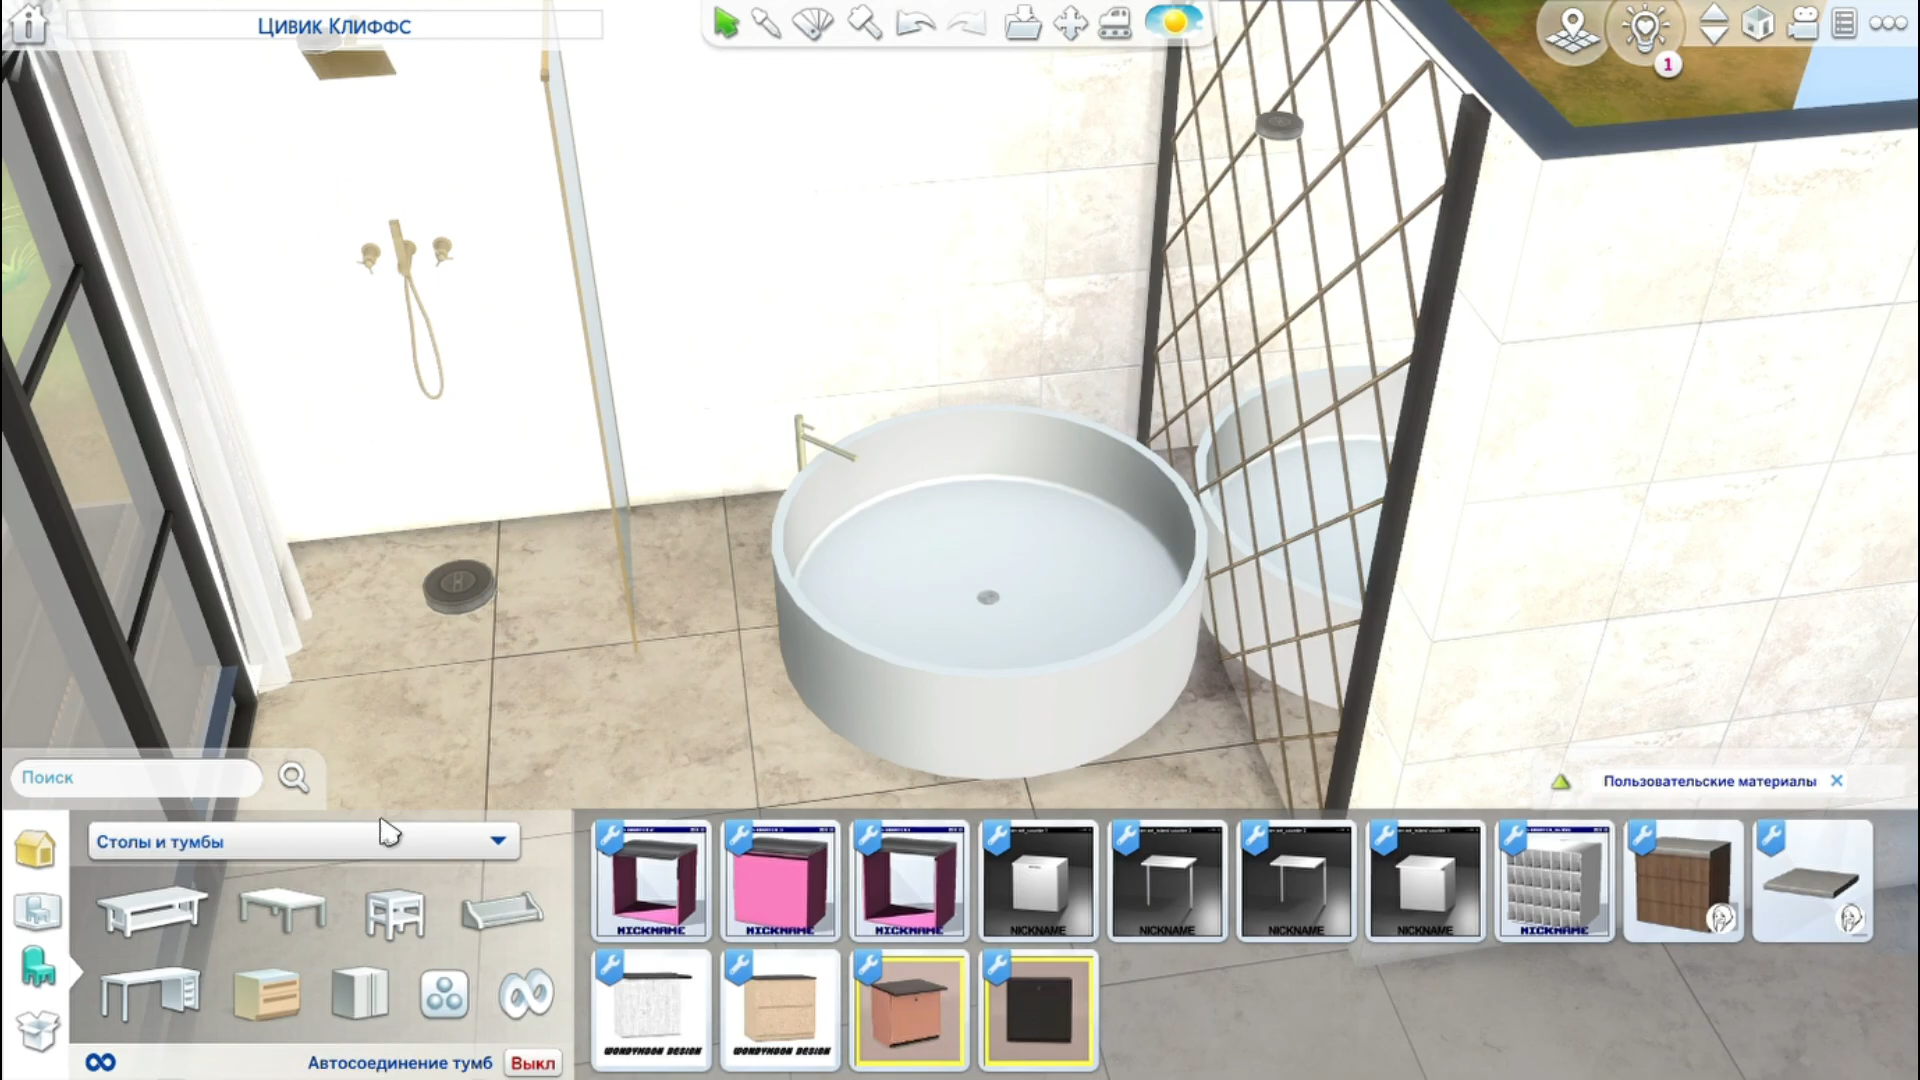 Цивик Клиффс
1
Поиск
Пользовательские материалы
Столы и тумбы
NICKNAME
NICKNAME
NICKNAME
NICKNAME
NICKNAME
NICKNAME
NICKNAME
NICKNAME
WONDYMOON DESIGN
WONDYMOON DESIGN
Автосоединение тумб
Выкл